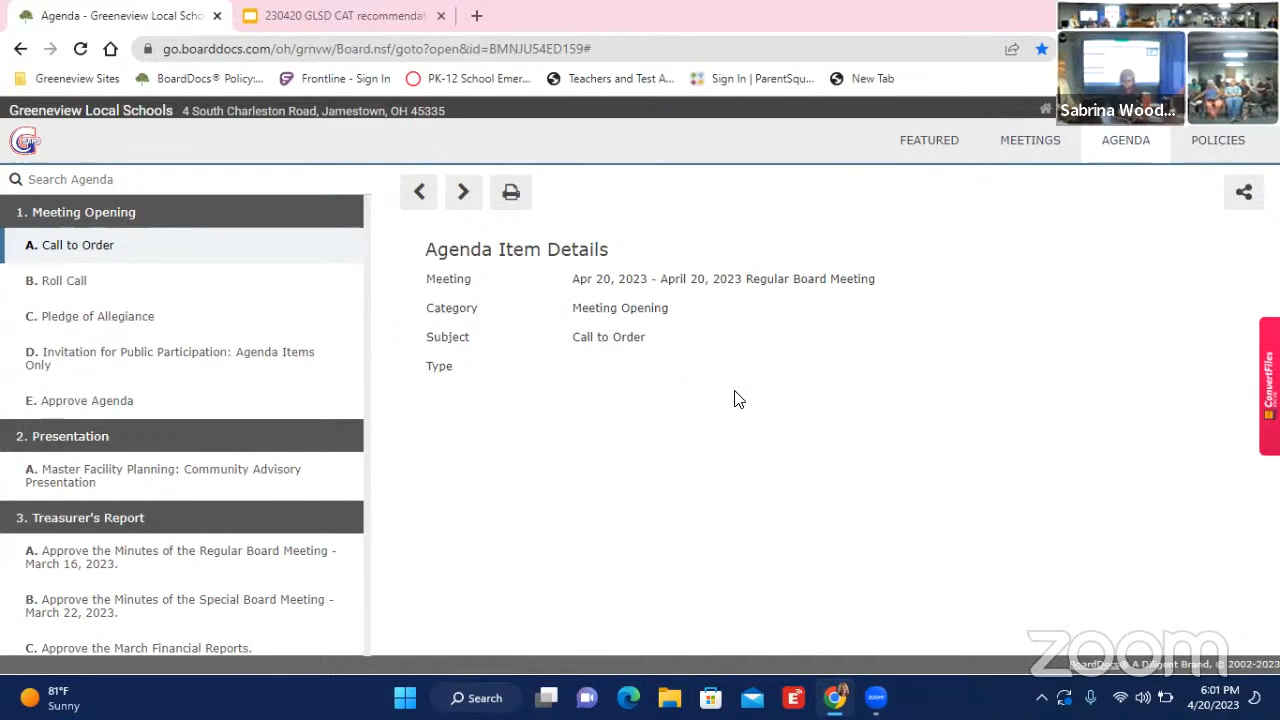 Agenda - Greeneview Local Scho
230420 GLSD CAT recommendat
go.boarddocs.com/oh/grnvw/Board.nsf/goto?open&id=BMNJU54ED159#
Greeneview Sites
BoardDocs® Policy:...
Frontline - Sign In
PK-12 School Emer...
Teachers and Test A...
Sign In | ParentSqu...
New Tab
Sabrina Wood...
Greeneview Local Schools 4 South Charleston Road, Jamestown, OH 45335
FEATURED
MEETINGS
AGENDA
POLICIES
Search Agenda
1. Meeting Opening
A. Call to Order
B. Roll Call
C. Pledge of Allegiance
D. Invitation for Public Participation: Agenda Items
Only
E. Approve Agenda
2. Presentation
A. Master Facility Planning: Community Advisory
Presentation
3. Treasurer's Report
A. Approve the Minutes of the Regular Board Meeting -
March 16, 2023.
B. Approve the Minutes of the Special Board Meeting -
March 22, 2023.
C. Approve the March Financial Reports.
Agenda Item Details
Meeting Apr 20, 2023 - April 20, 2023 Regular Board Meeting
Category Meeting Opening
Subject Call to Order
Type
ConvertFiles
zoom
BoardDocs® A Diligent Brand, © 2002-2023
81°F
Sunny
Search
zoom
6:01 PM
4/20/2023